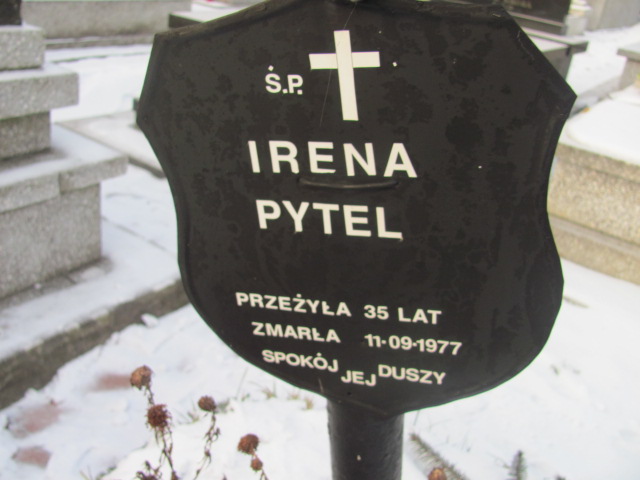 Ś.P.
IRENA
PYTEL
PRZEŻYŁA 35 LAT
ZMARŁA 11-09-1977
SPOKÓJ JEJ DUSZY